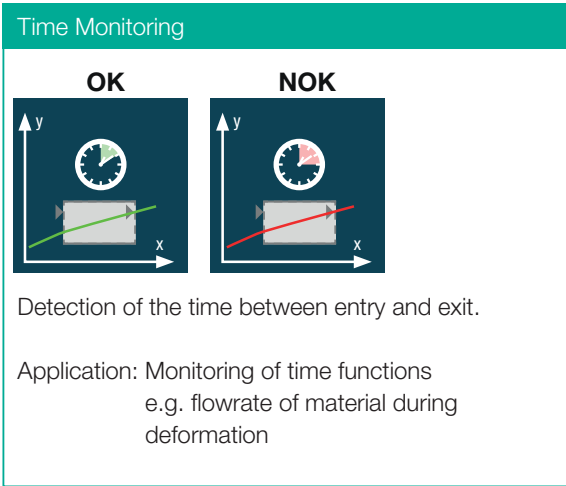 Time Monitoring
OK NOK
y y
x x
Detection of the time between entry and exit.
Application: Monitoring of time functions
e.g. flowrate of material during
deformation